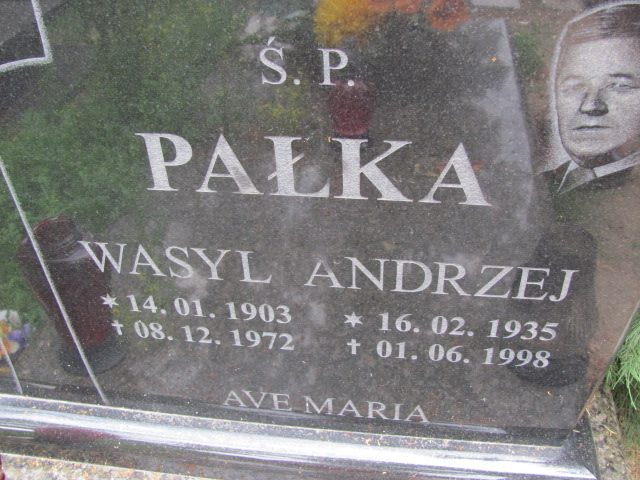 Ś. P.
PAŁKA
WASYL ANDRZEJ
* 14. 01. 1903 * 16. 02. 1935
† 08. 12. 1972 † 01. 06. 1998
AVE MARIA